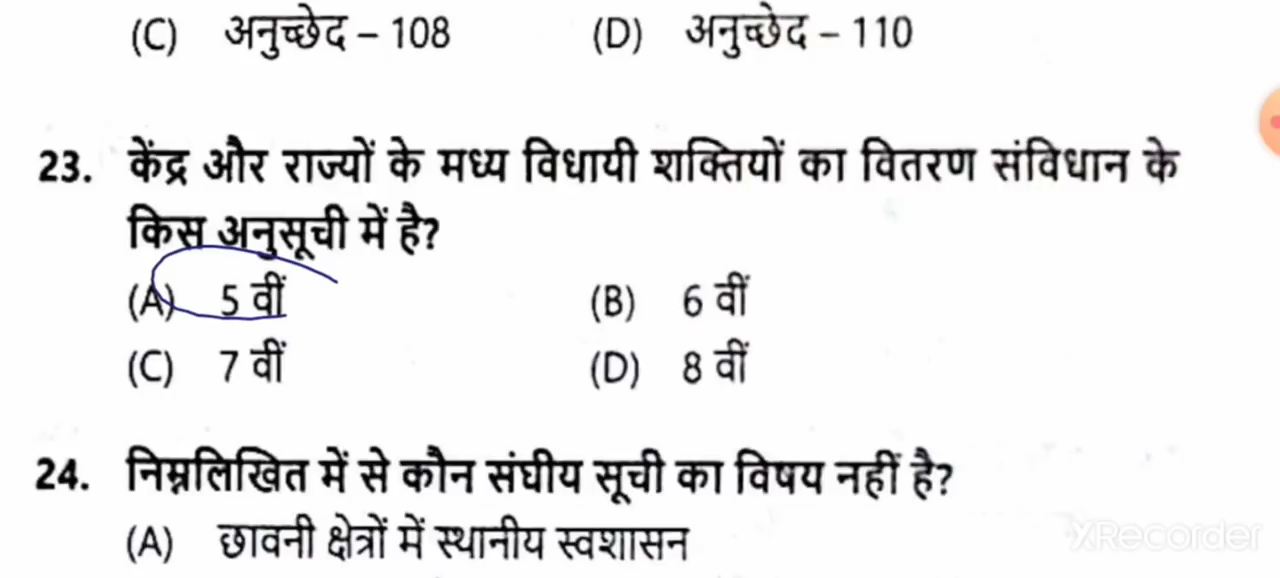 (C) अनुच्छेद – 108 (D) अनुच्छेद – 110
23. केंद्र और राज्यों के मध्य विधायी शक्तियों का वितरण संविधान के
किस अनुसूची में है?
(A) 5 वीं (B) 6 वीं
(C) 7 वीं (D) 8 वीं
24. निम्नलिखित में से कौन संघीय सूची का विषय नहीं है?
(A) छावनी क्षेत्रों में स्थानीय स्वशासन
XRecorder